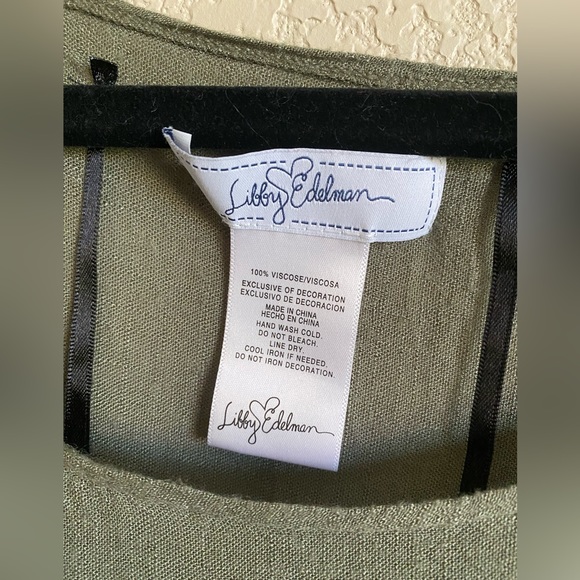 Libby Edelman
100% VISCOSE/VISCOSA
EXCLUSIVE OF DECORATION
EXCLUSIVO DE DECORACION
MADE IN CHINA
HECHO EN CHINA
HAND WASH COLD.
DO NOT BLEACH.
LINE DRY.
COOL IRON IF NEEDED.
DO NOT IRON DECORATION.
Libby Edelman